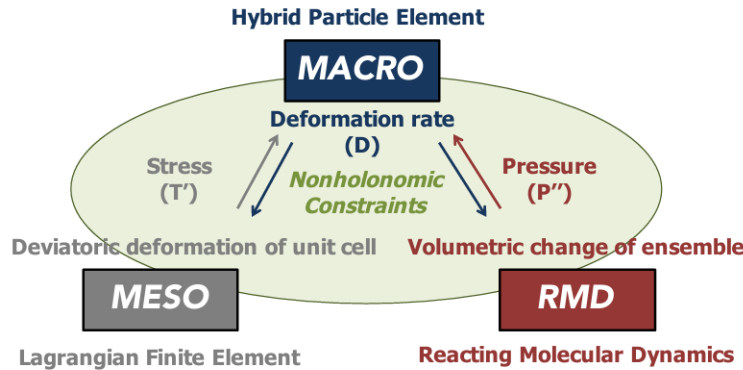 Hybrid Particle Element
MACRO
Deformation rate
(D)
Stress
(T')
Nonholonomic
Constraints
Pressure
(P")
Deviatoric deformation of unit cell
Volumetric change of ensemble
MESO
RMD
Lagrangian Finite Element
Reacting Molecular Dynamics